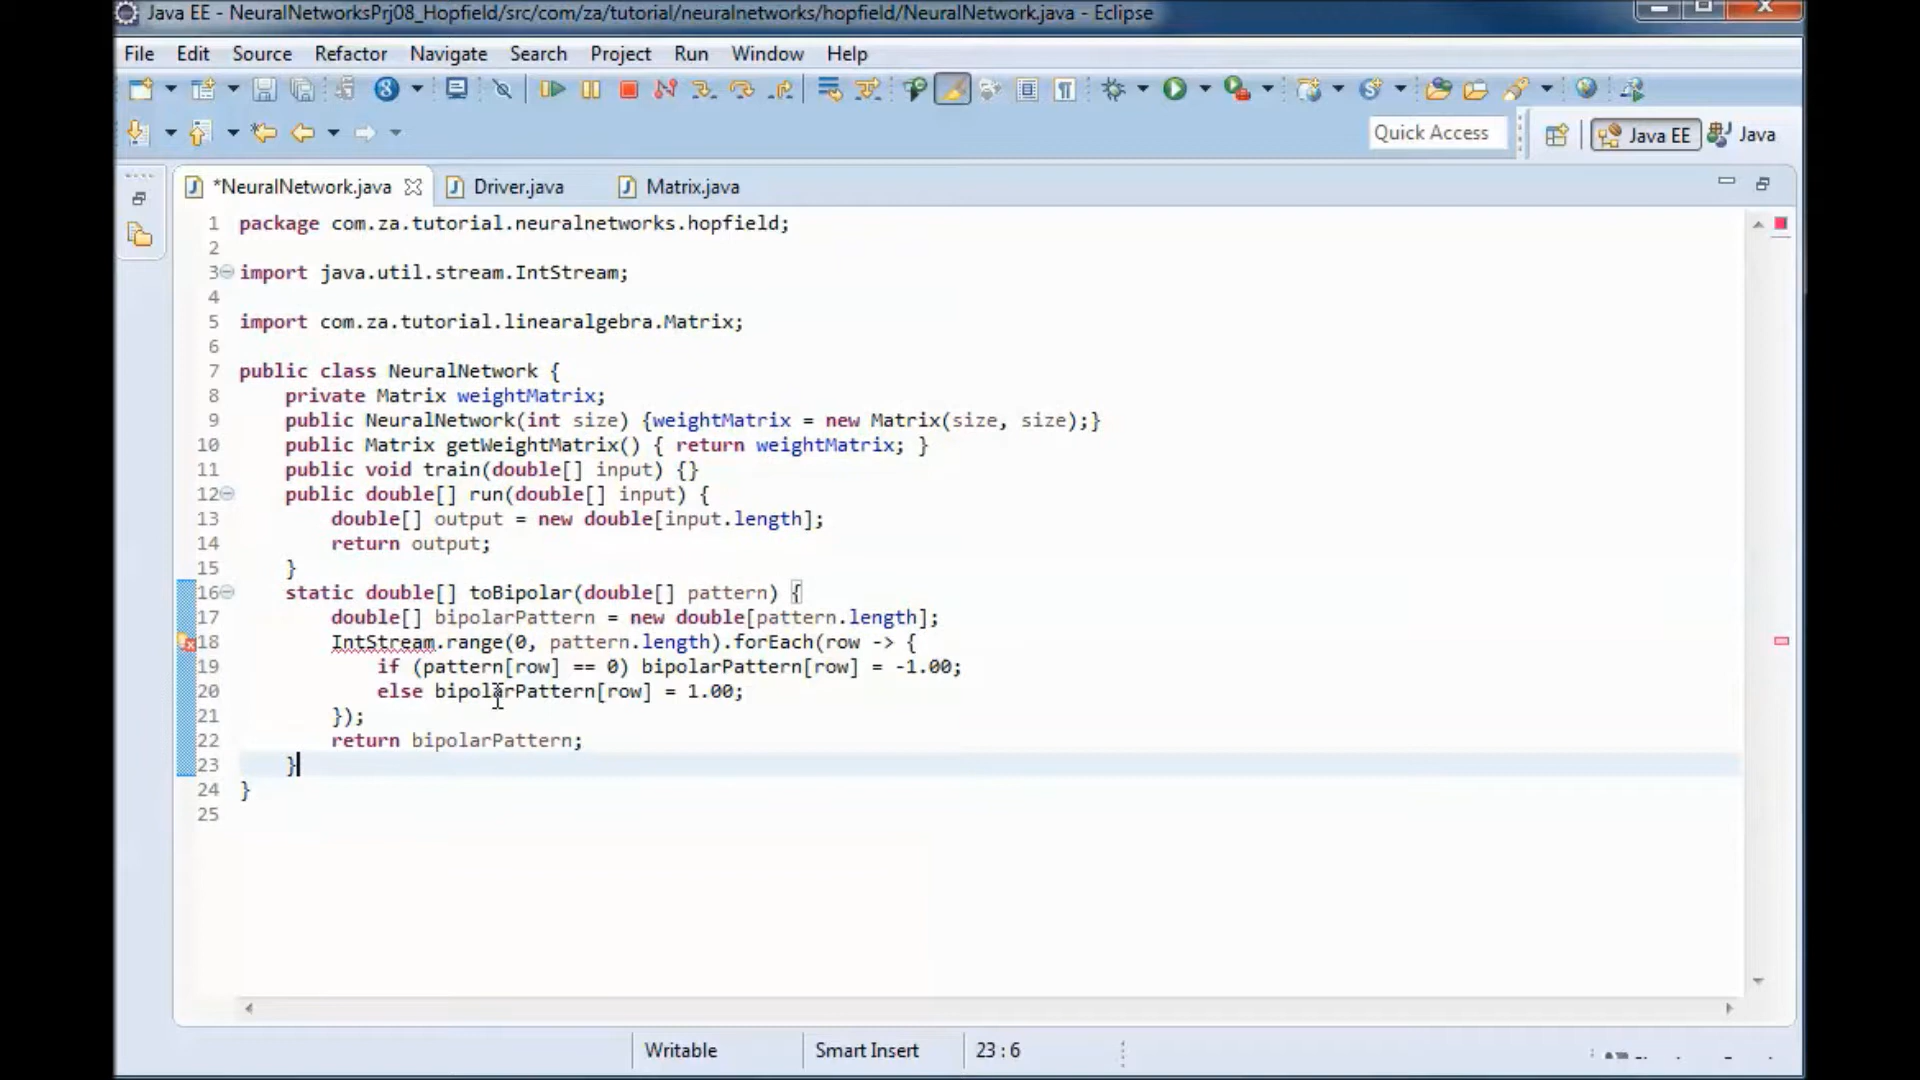 Java EE - NeuralNetworksPrj08_Hopfield/src/com/za/tutorial/neuralnetworks/hopfield/NeuralNetwork.java - Eclipse
File Edit Source Refactor Navigate Search Project Run Window Help
Quick Access Java EE Java
*NeuralNetwork.java Driver.java Matrix.java
1 package com.za.tutorial.neuralnetworks.hopfield;
2
3 import java.util.stream.IntStream;
4
5 import com.za.tutorial.linearalgebra.Matrix;
6
7 public class NeuralNetwork {
8 private Matrix weightMatrix;
9 public NeuralNetwork(int size) {weightMatrix = new Matrix(size, size);}
10 public Matrix getWeightMatrix() { return weightMatrix; }
11 public void train(double[] input) {}
12 public double[] run(double[] input) {
13 double[] output = new double[input.length];
14 return output;
15 }
16 static double[] toBipolar(double[] pattern) {
17 double[] bipolarPattern = new double[pattern.length];
18 IntStream.range(0, pattern.length).forEach(row -> {
19 if (pattern[row] == 0) bipolarPattern[row] = -1.00;
20 else bipolarPattern[row] = 1.00;
21 });
22 return bipolarPattern;
23 }
24 }
25
Writable Smart Insert 23 : 6